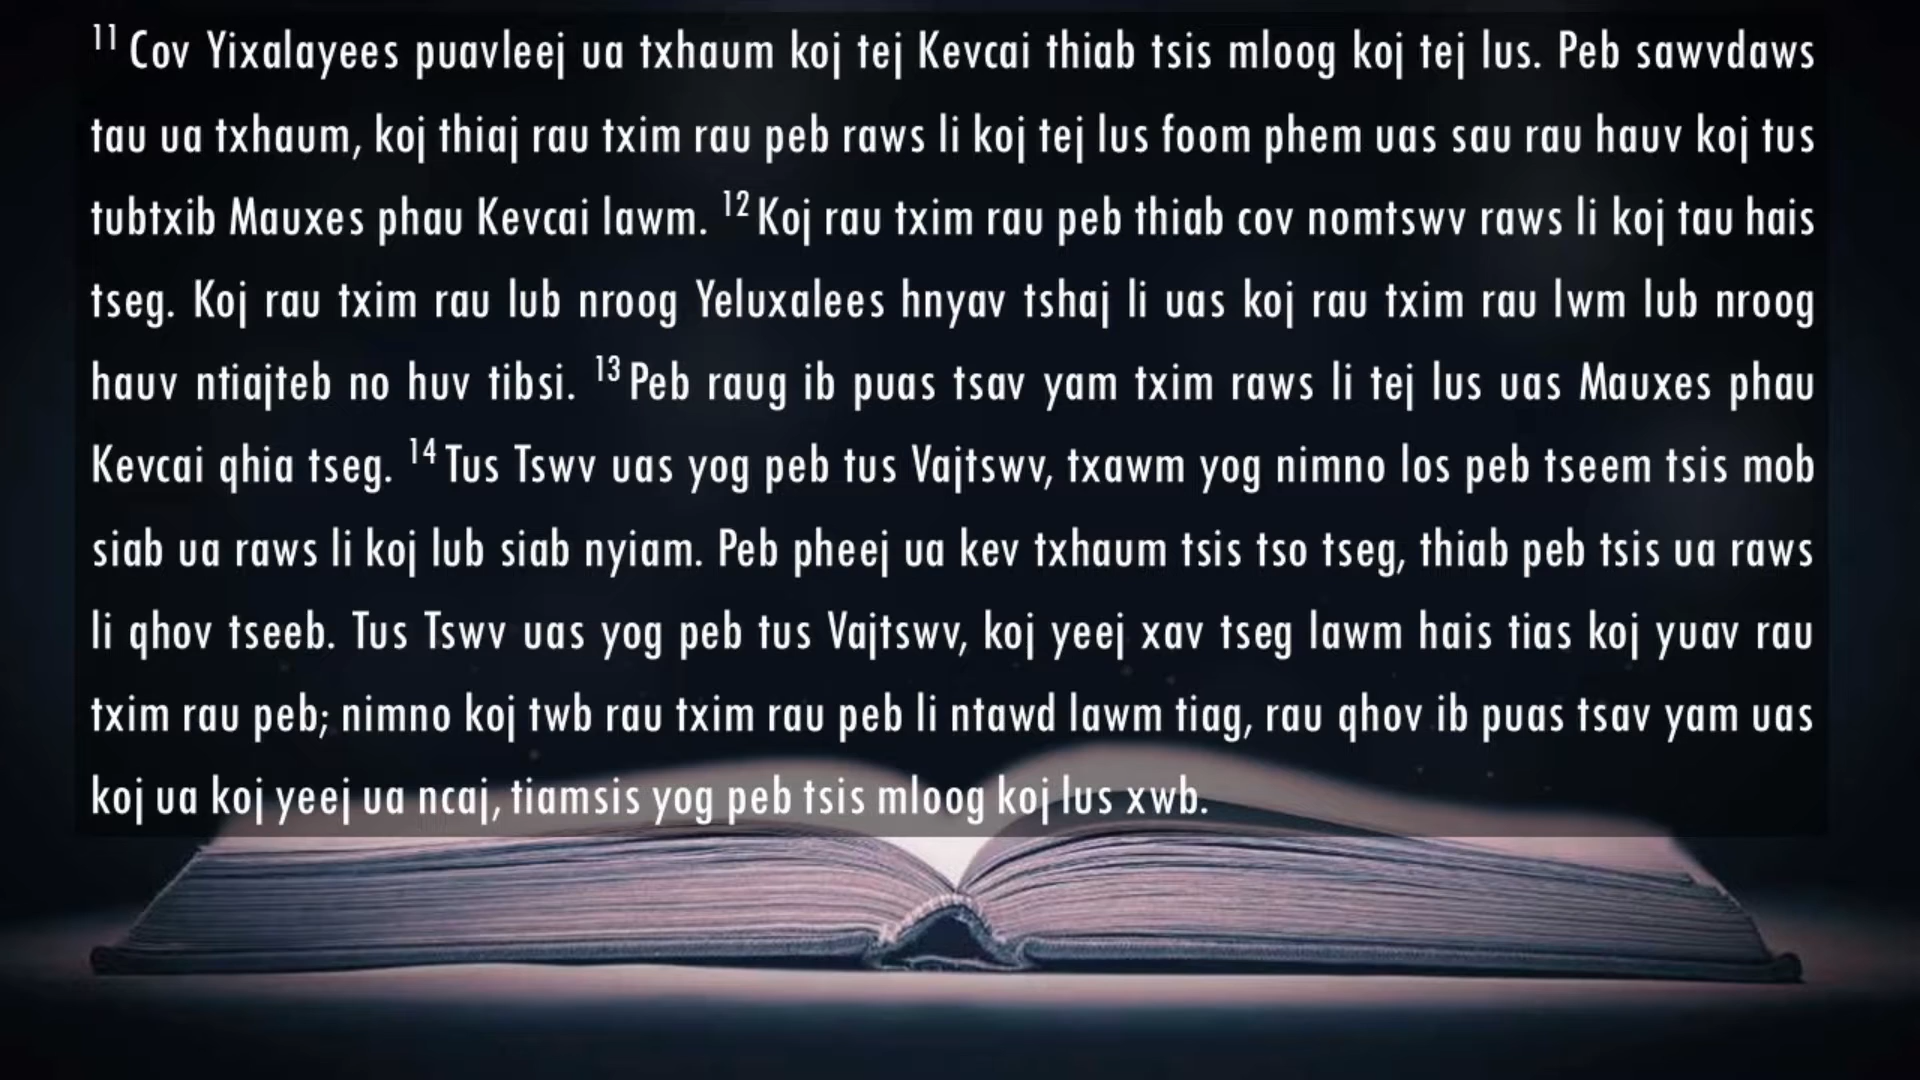 11 Cov Yixalayees puavleej ua txhaum koj tej Kevcai thiab tsis mloog koj tej lus. Peb sawvdaws
tau ua txhaum, koj thiaj rau txim rau peb raws li koj tej lus foom phem uas sau rau hauv koj tus
tubtxib Mauxes phau Kevcai lawm. 12 Koj rau txim rau peb thiab cov nomtswv raws li koj tau hais
tseg. Koj rau txim rau lub nroog Yeluxalees hnyav tshaj li uas koj rau txim rau lwm lub nroog
hauv ntiajteb no huv tibsi. 13 Peb raug ib puas tsav yam txim raws li tej lus uas Mauxes phau
Kevcai qhia tseg. 14 Tus Tswv uas yog peb tus Vajtswv, txawm yog nimno los peb tseem tsis mob
siab ua raws li koj lub siab nyiam. Peb pheej ua kev txhaum tsis tso tseg, thiab peb tsis ua raws
li qhov tseeb. Tus Tswv uas yog peb tus Vajtswv, koj yeej xav tseg lawm hais tias koj yuav rau
txim rau peb; nimno koj twb rau txim rau peb li ntawd lawm tiag, rau qhov ib puas tsav yam uas
koj ua koj yeej ua ncaj, tiamsis yog peb tsis mloog koj lus xwb.